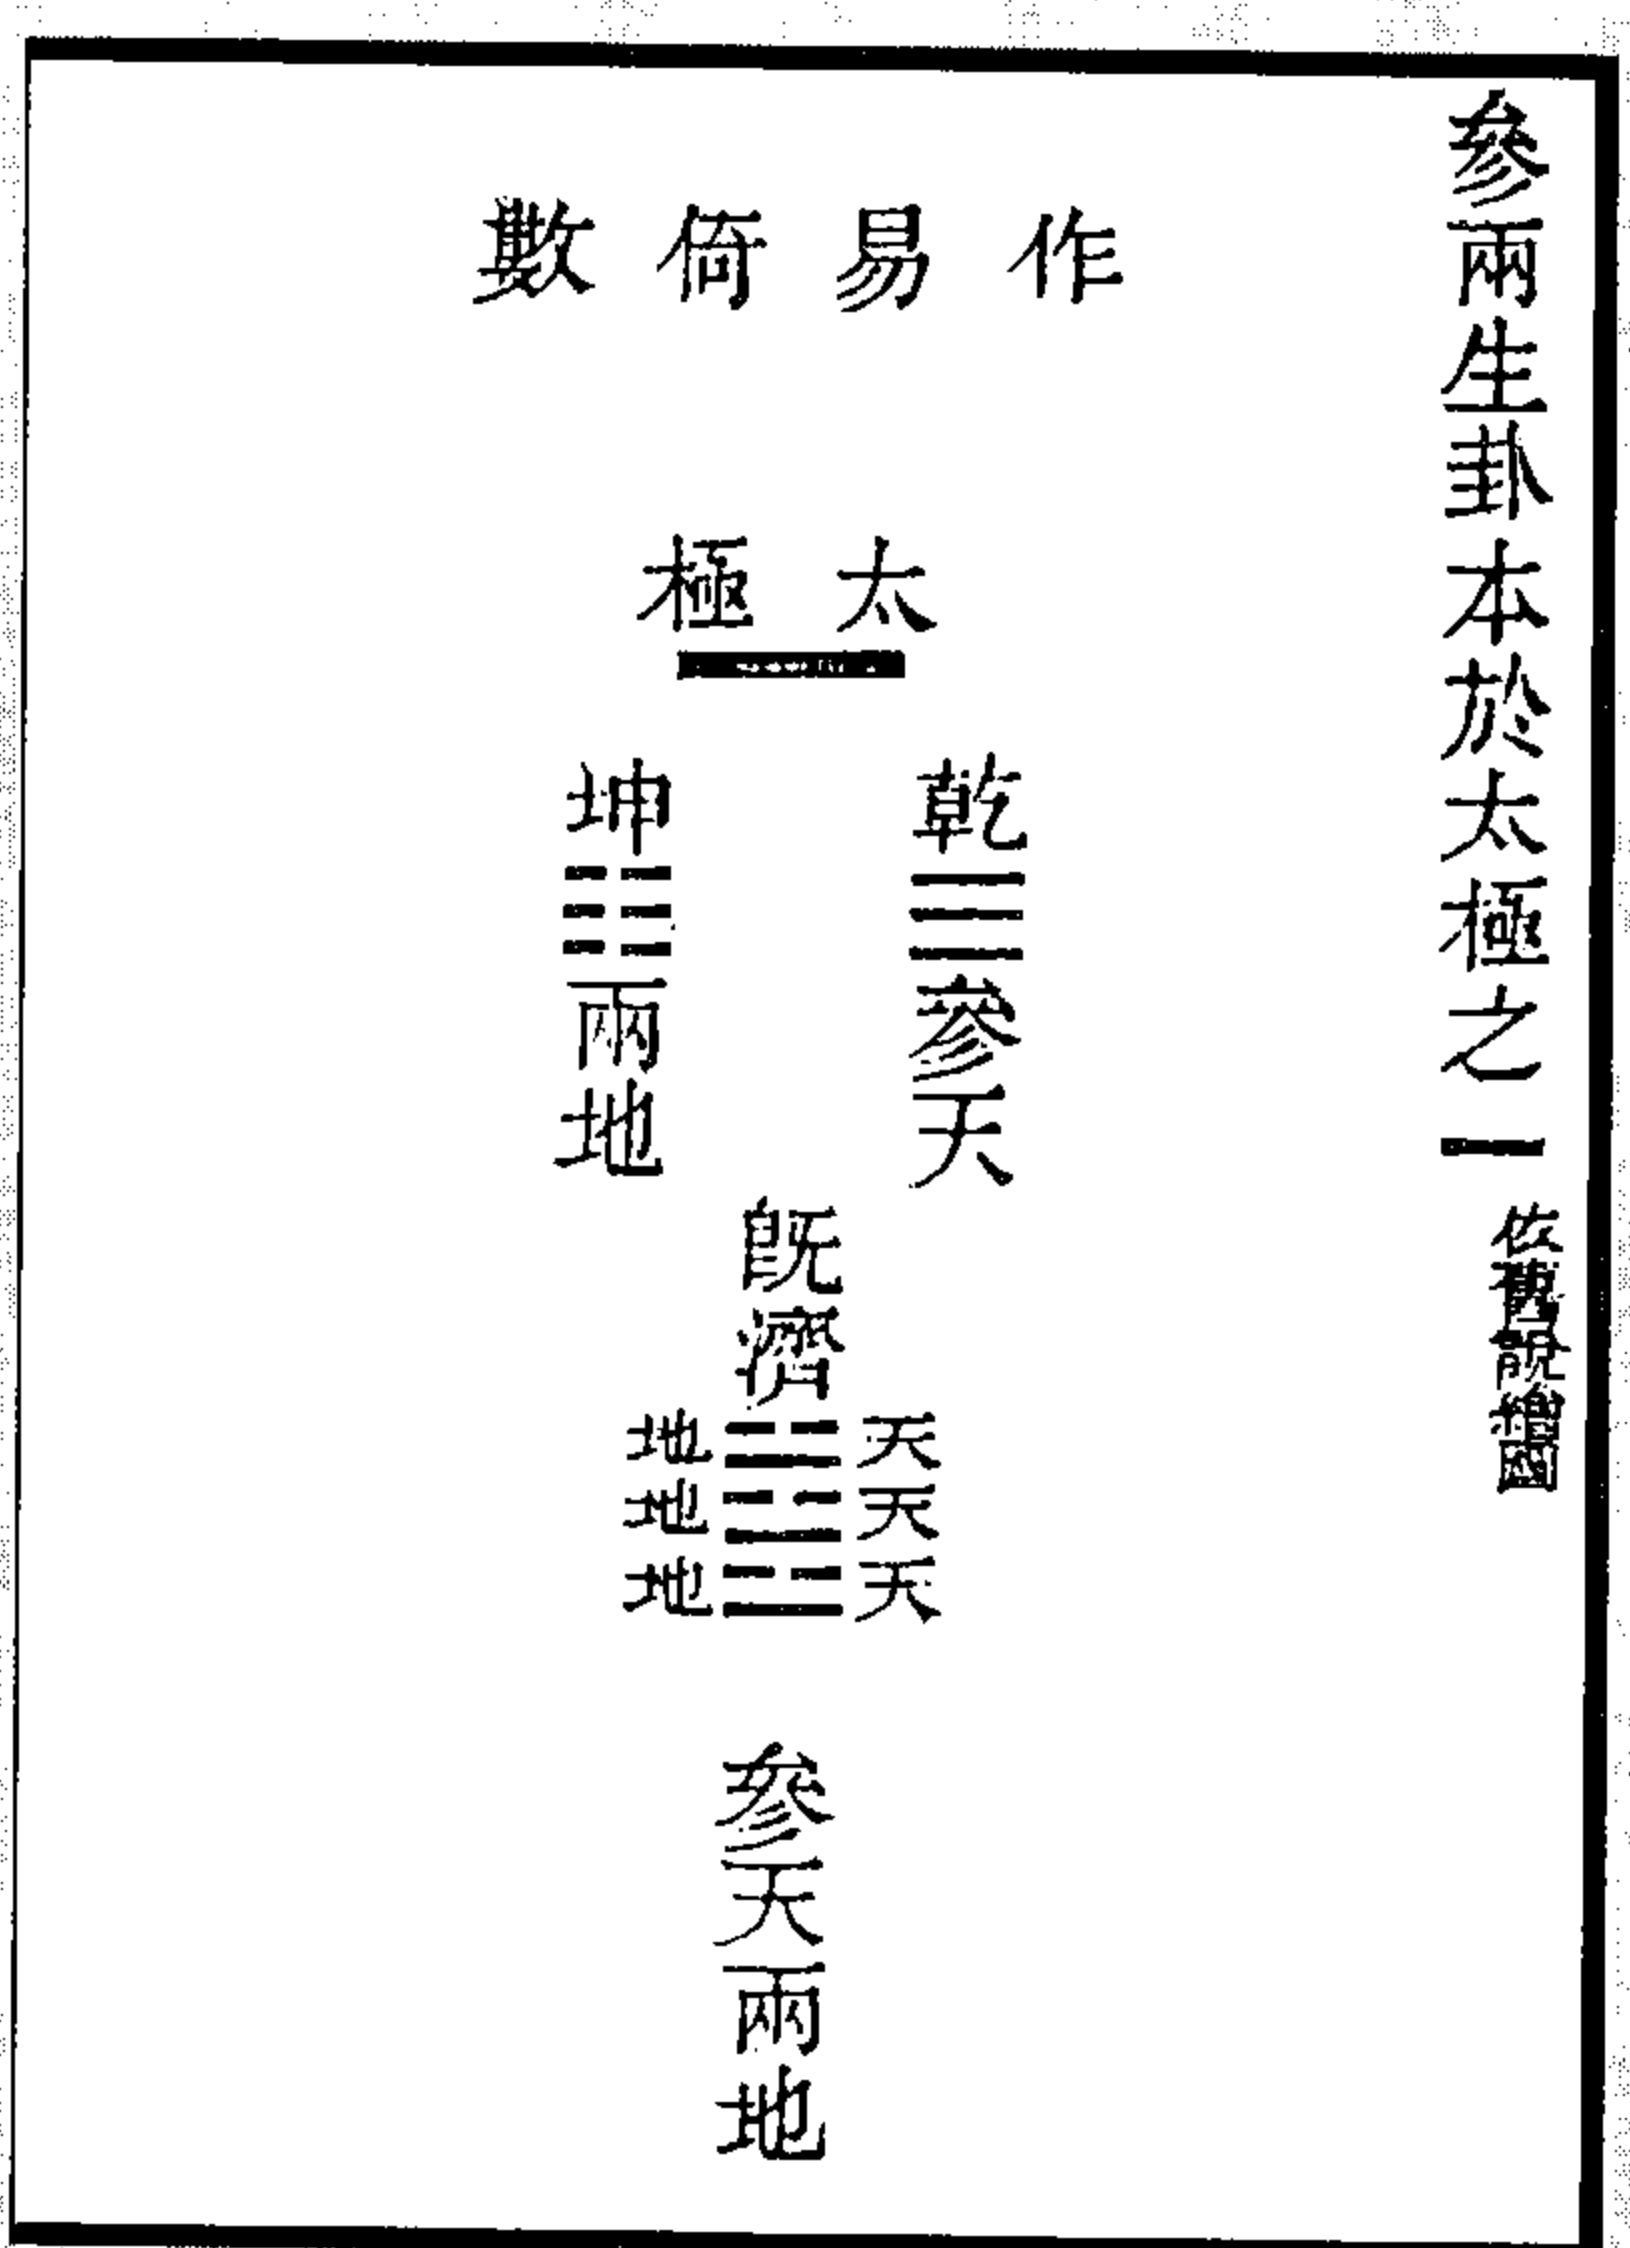 參兩生卦本於太極之一
依舊說增圖
作易倚數
太極
乾☰參天
坤☷兩地
既濟
天 地
天 地
天 地
參天兩地